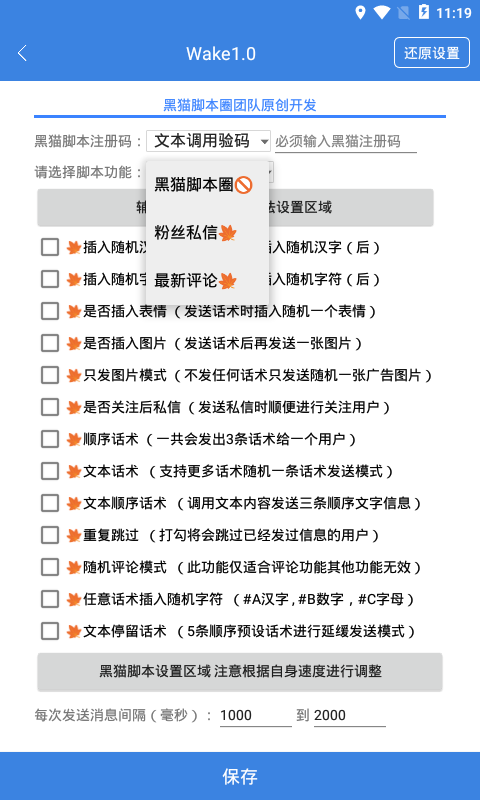 11:19
Wake1.0
还原设置
黑猫脚本圈团队原创开发
黑猫脚本注册码：文本调用验码 必须输入黑猫注册码
请选择脚本功能：
黑猫脚本圈
粉丝私信
最新评论
辅 法设置区域
插入随机汉 插入随机汉字（后）
插入随机字 插入随机字符（后）
是否插入表情（发送话术时插入随机一个表情）
是否插入图片（发送话术后再发送一张图片）
只发图片模式（不发任何话术只发送随机一张广告图片）
是否关注后私信（发送私信时顺便进行关注用户）
顺序话术（一共会发出3条话术给一个用户）
文本话术（支持更多话术随机一条话术发送模式）
文本顺序话术（调用文本内容发送三条顺序文字信息）
重复跳过（打勾将会跳过已经发过信息的用户）
随机评论模式（此功能仅适合评论功能其他功能无效）
任意话术插入随机字符（#A汉字,#B数字，#C字母）
文本停留话术（5条顺序预设话术进行延缓发送模式）
黑猫脚本设置区域 注意根据自身速度进行调整
每次发送消息间隔（毫秒）：1000 到 2000
保存